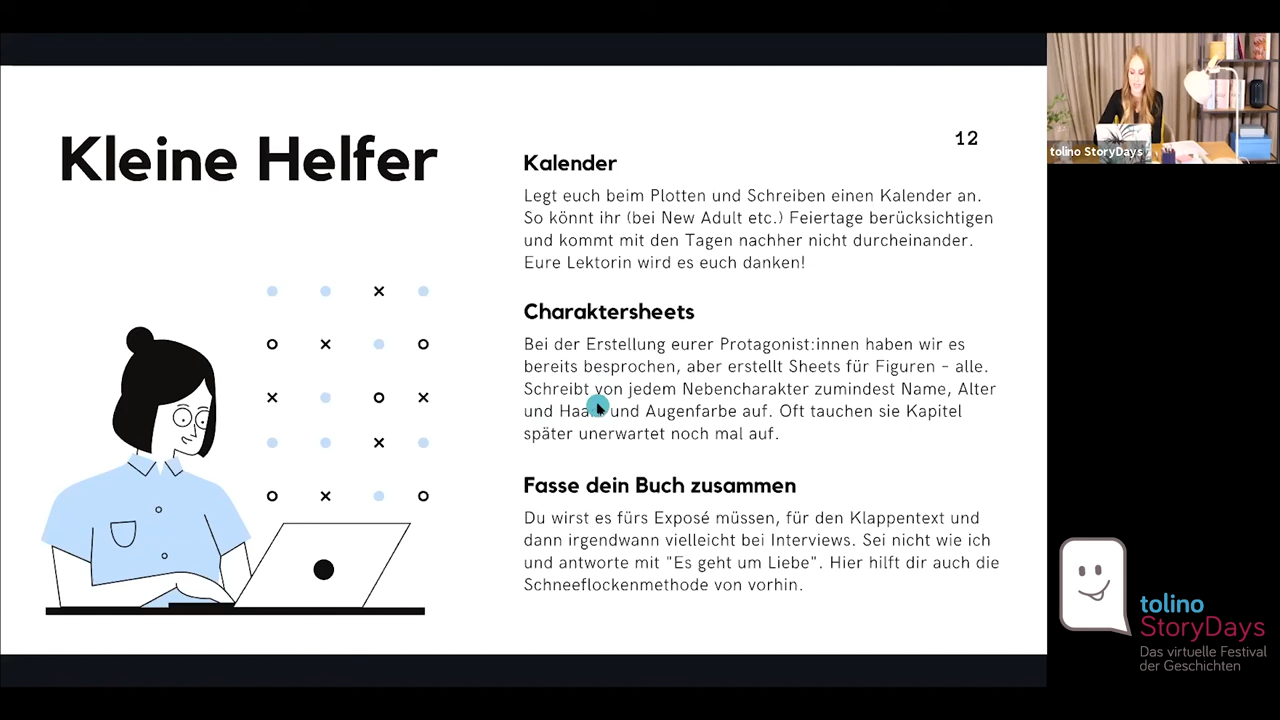 Kleine Helfer
12
Kalender
Legt euch beim Plotten und Schreiben einen Kalender an.
So könnt ihr (bei New Adult etc.) Feiertage berücksichtigen
und kommt mit den Tagen nachher nicht durcheinander.
Eure Lektorin wird es euch danken!
Charaktersheets
Bei der Erstellung eurer Protagonist:innen haben wir es
bereits besprochen, aber erstellt Sheets für Figuren – alle.
Schreibt von jedem Nebencharakter zumindest Name, Alter
und und Augenfarbe auf. Oft tauchen sie Kapitel
später unerwartet noch mal auf.
Fasse dein Buch zusammen
Du wirst es fürs Exposé müssen, für den Klappentext und
dann irgendwann vielleicht bei Interviews. Sei nicht wie ich
und antworte mit "Es geht um Liebe". Hier hilft dir auch die
Schneeflockenmethode von vorhin.
tolino StoryDays
tolino
StoryDays
Das virtuelle Festival
der Geschichten